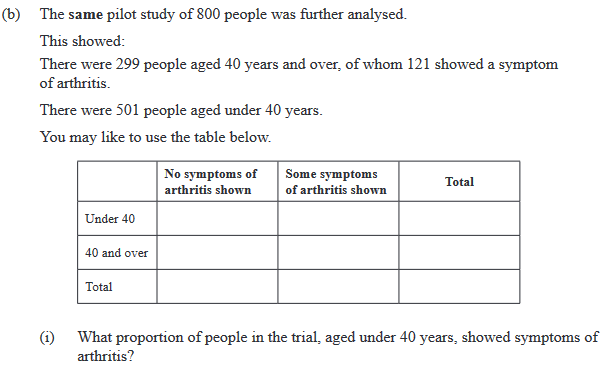 (b) The same pilot study of 800 people was further analysed.
This showed:
There were 299 people aged 40 years and over, of whom 121 showed a symptom
of arthritis.
There were 501 people aged under 40 years.
You may like to use the table below.
No symptoms of arthritis shown
Some symptoms of arthritis shown
Total
Under 40
40 and over
Total
(i) What proportion of people in the trial, aged under 40 years, showed symptoms of
arthritis?